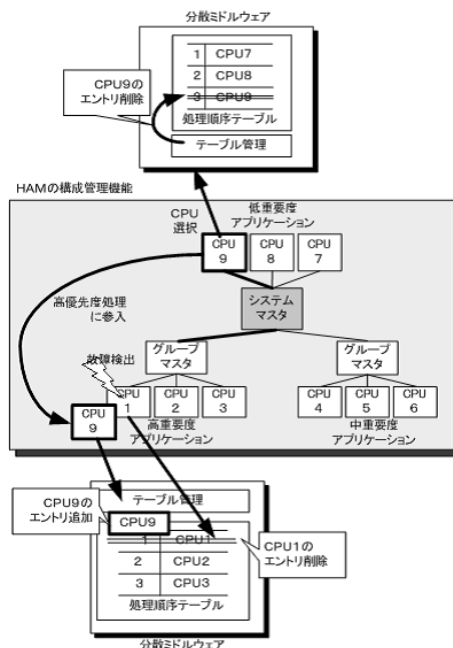 分散ミドルウェア
1 CPU7
2 CPU8
3 CPU9
処理順序テーブル
テーブル管理
CPU9の
エントリ削除
HAMの構成管理機能
CPU
選択
低重要度
アプリケーション
CPU
9
CPU
8
CPU
7
システム
マスタ
高優先度処理
に参入
グループ
マスタ
グループ
マスタ
故障検出
CPU
9
CPU
1
CPU
2
CPU
3
高重要度
アプリケーション
CPU
4
CPU
5
CPU
6
中重要度
アプリケーション
CPU9の
エントリ追加
テーブル管理
CPU9
1 CPU1
2 CPU2
3 CPU3
処理順序テーブル
CPU1の
エントリ削除
分散ミドルウェア